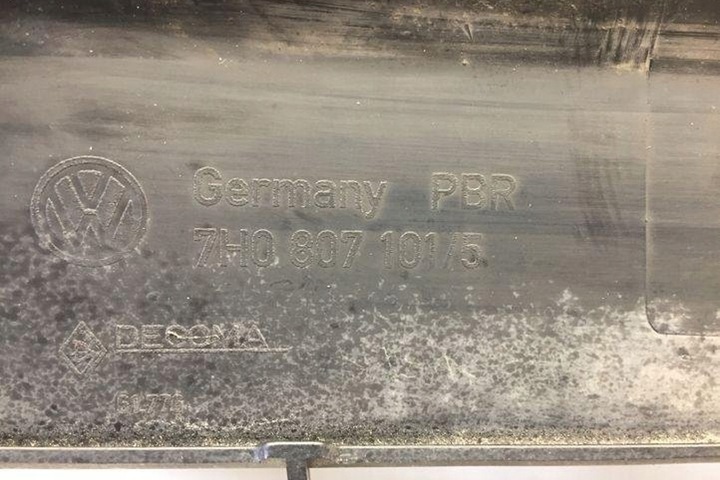 Germany PBR
7H0 807 101/5
DECOMA